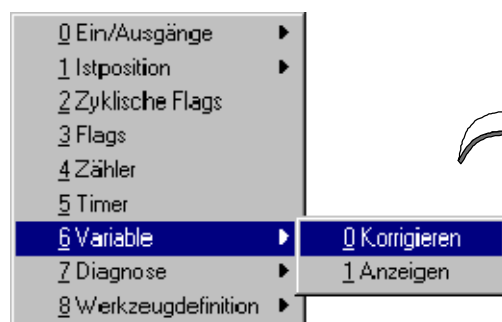 0 Ein/Ausgänge
1 Istposition
2 Zyklische Flags
3 Flags
4 Zähler
5 Timer
6 Variable
0 Korrigieren
7 Diagnose
1 Anzeigen
8 Werkzeugdefinition